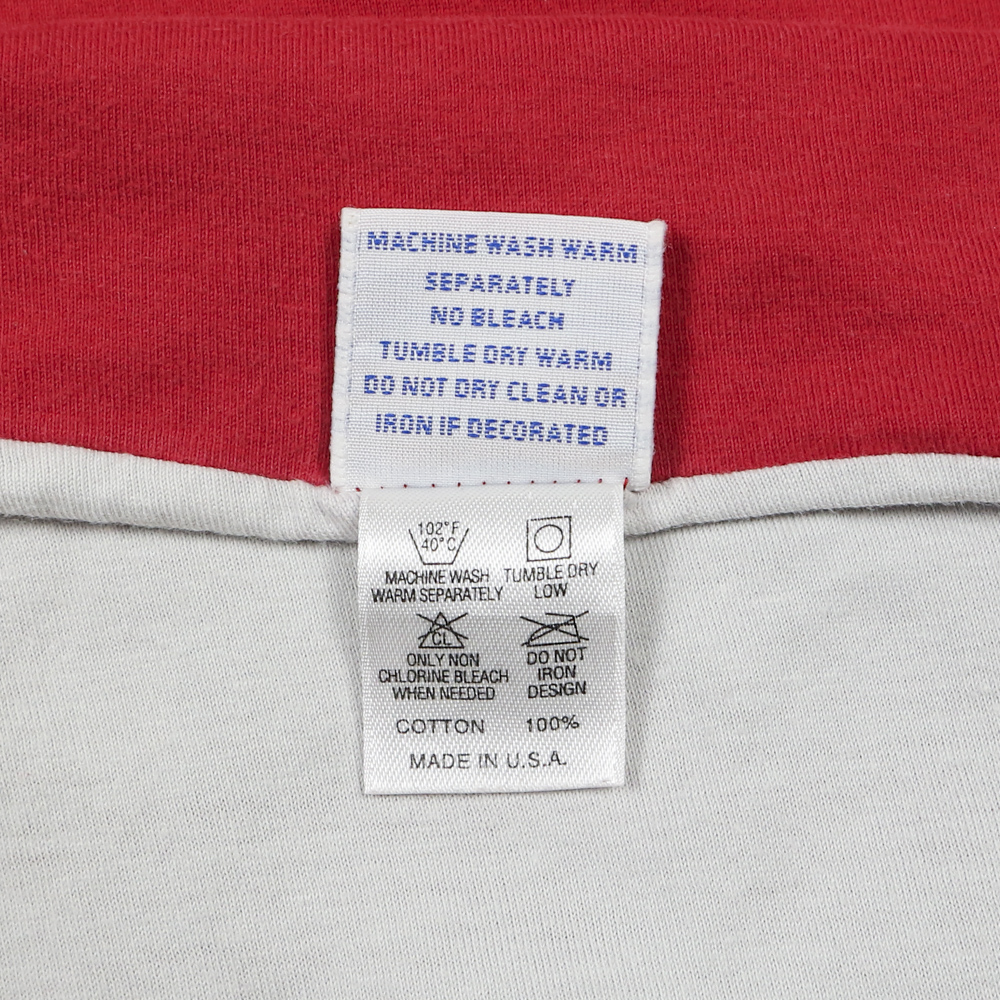 MACHINE WASH WARM
SEPARATELY
NO BLEACH
TUMBLE DRY WARM
DO NOT DRY CLEAN OR
IRON IF DECORATED
102°F
40°C
MACHINE WASH
WARM SEPARATELY
TUMBLE DRY
LOW
CL
ONLY NON
CHLORINE BLEACH
WHEN NEEDED
DO NOT
IRON
DESIGN
COTTON 100%
MADE IN U.S.A.